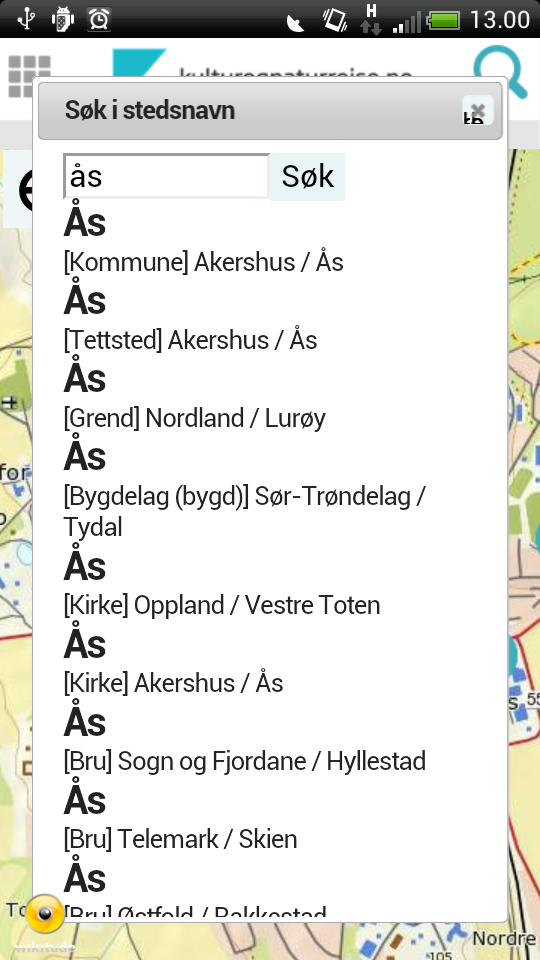 H
13.00
kulturognaturreise.no
Søk i stedsnavn
ås
Søk
Ås
[Kommune] Akershus / Ås
Ås
[Tettsted] Akershus / Ås
Ås
[Grend] Nordland / Lurøy
Ås
[Bygdelag (bygd)] Sør-Trøndelag /
Tydal
Ås
[Kirke] Oppland / Vestre Toten
Ås
[Kirke] Akershus / Ås
Ås
[Bru] Sogn og Fjordane / Hyllestad
Ås
[Bru] Telemark / Skien
Ås
[Bru] Østfold / Rakkestad
wikitude
105
Nordre